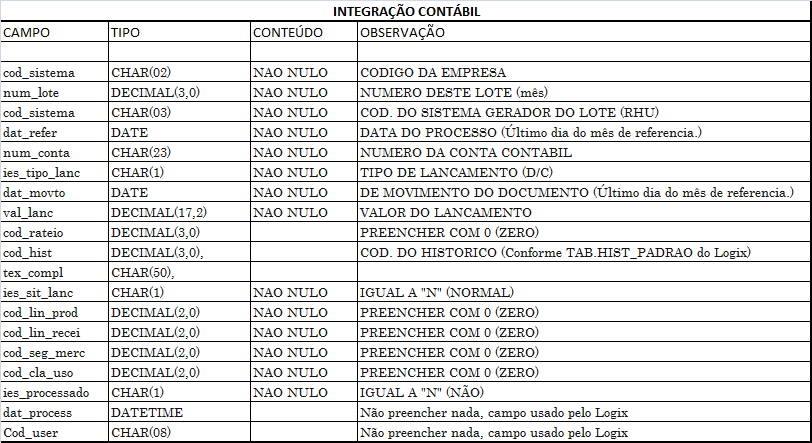 INTEGRAÇÃO CONTÁBIL
CAMPO TIPO CONTEÚDO OBSERVAÇÃO
cod_sistema CHAR(02) NAO NULO CODIGO DA EMPRESA
num_lote DECIMAL(3,0) NAO NULO NUMERO DESTE LOTE (mês)
cod_sistema CHAR(03) NAO NULO COD. DO SISTEMA GERADOR DO LOTE (RHU)
dat_refer DATE NAO NULO DATA DO PROCESSO (Último dia do mês de referencia.)
num_conta CHAR(23) NAO NULO NUMERO DA CONTA CONTABIL
ies_tipo_lanc CHAR(1) NAO NULO TIPO DE LANCAMENTO (D/C)
dat_movto DATE NAO NULO DE MOVIMENTO DO DOCUMENTO (Último dia do mês de referencia.)
val_lanc DECIMAL(17,2) NAO NULO VALOR DO LANCAMENTO
cod_rateio DECIMAL(3,0) PREENCHER COM 0 (ZERO)
cod_hist DECIMAL(3,0), COD. DO HISTORICO (Conforme TAB.HIST_PADRAO do Logix)
tex_compl CHAR(50),
ies_sit_lanc CHAR(1) NAO NULO IGUAL A "N" (NORMAL)
cod_lin_prod DECIMAL(2,0) NAO NULO PREENCHER COM 0 (ZERO)
cod_lin_recei DECIMAL(2,0) NAO NULO PREENCHER COM 0 (ZERO)
cod_seg_merc DECIMAL(2,0) NAO NULO PREENCHER COM 0 (ZERO)
cod_cla_uso DECIMAL(2,0) NAO NULO PREENCHER COM 0 (ZERO)
ies_processado CHAR(1) NAO NULO IGUAL A "N" (NÃO)
dat_process DATETIME Não preencher nada, campo usado pelo Logix
Cod_user CHAR(08) Não preencher nada, campo usado pelo Logix